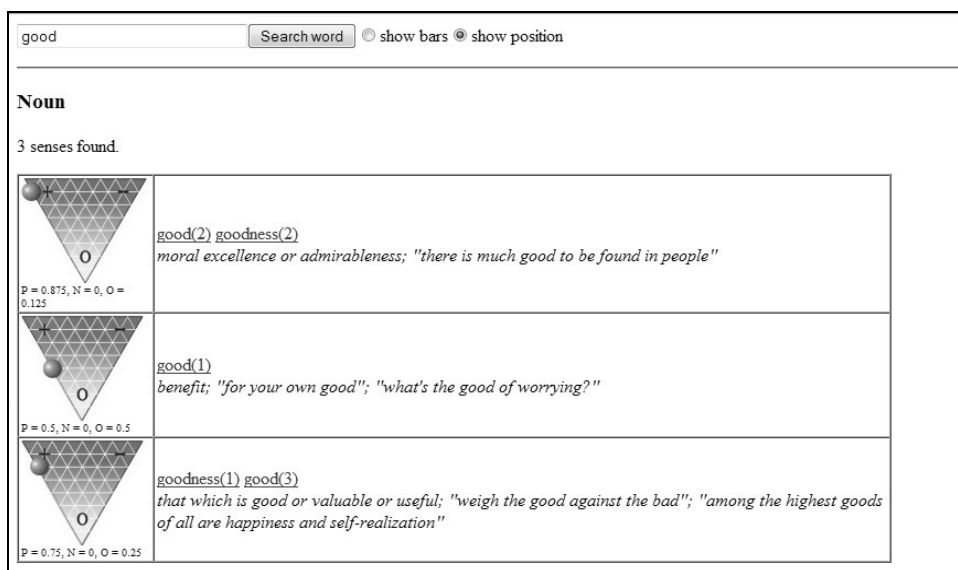 good Search word show bars show position
Noun
3 senses found.
+ −
O
P = 0.875, N = 0, O =
0.125
good(2) goodness(2)
moral excellence or admirableness; "there is much good to be found in people"
+ −
O
P = 0.5, N = 0, O = 0.5
good(1)
benefit; "for your own good"; "what's the good of worrying?"
+ −
O
P = 0.75, N = 0, O = 0.25
goodness(1) good(3)
that which is good or valuable or useful; "weigh the good against the bad"; "among the highest goods
of all are happiness and self-realization"